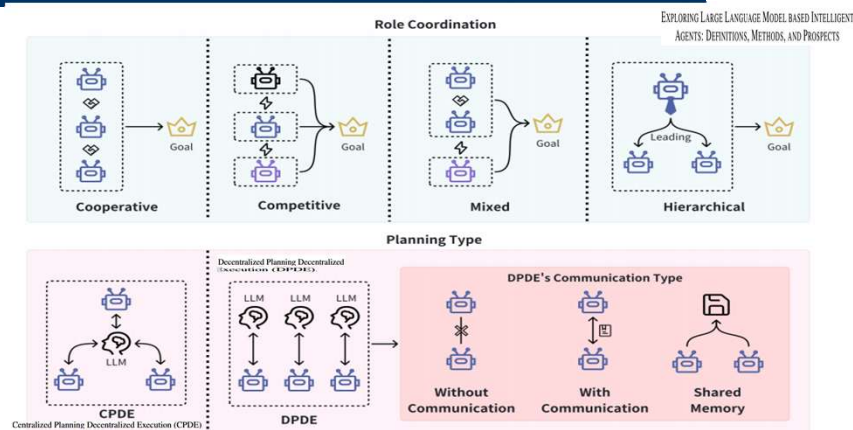 EXPLORING LARGE LANGUAGE MODEL BASED INTELLIGENT
AGENTS: DEFINITIONS, METHODS, AND PROSPECTS
Role Coordination
Goal
Cooperative
Goal
Competitive
Goal
Mixed
Leading
Goal
Hierarchical
Planning Type
LLM
CPDE
Centralized Planning Decentralized Execution (CPDE)
Decentralized Planning Decentralized
Execution (DPDE).
LLM LLM LLM
DPDE
DPDE's Communication Type
Without
Communication
With
Communication
Shared
Memory